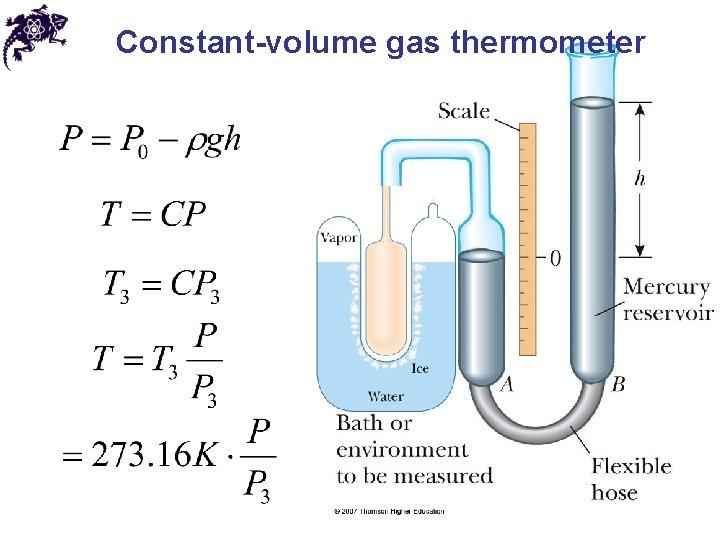 Constant-volume gas thermometer
P = P₀ − ρgh
T = CP
T₃ = CP₃
T = T₃ P/P₃
= 273.16K · P/P₃
Scale
h
Vapor
0
Mercury
reservoir
Ice
Water
A
B
Bath or
environment
to be measured
Flexible
hose
© 2007 Thomson Higher Education